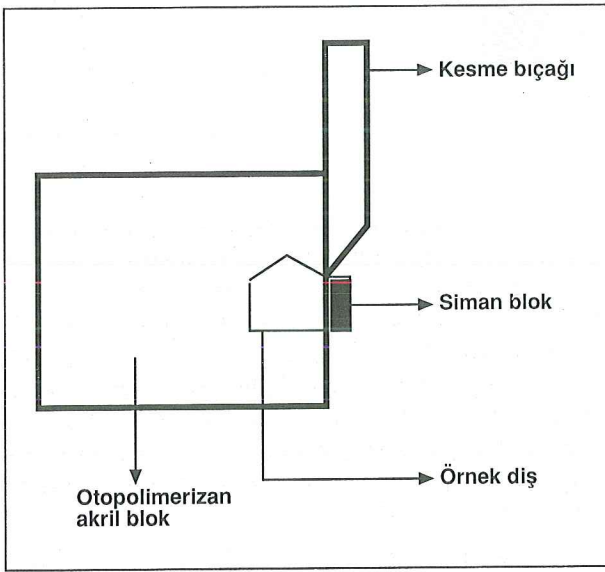 Kesme bıçağı
Siman blok
Örnek diş
Otopolimerizan
akril blok